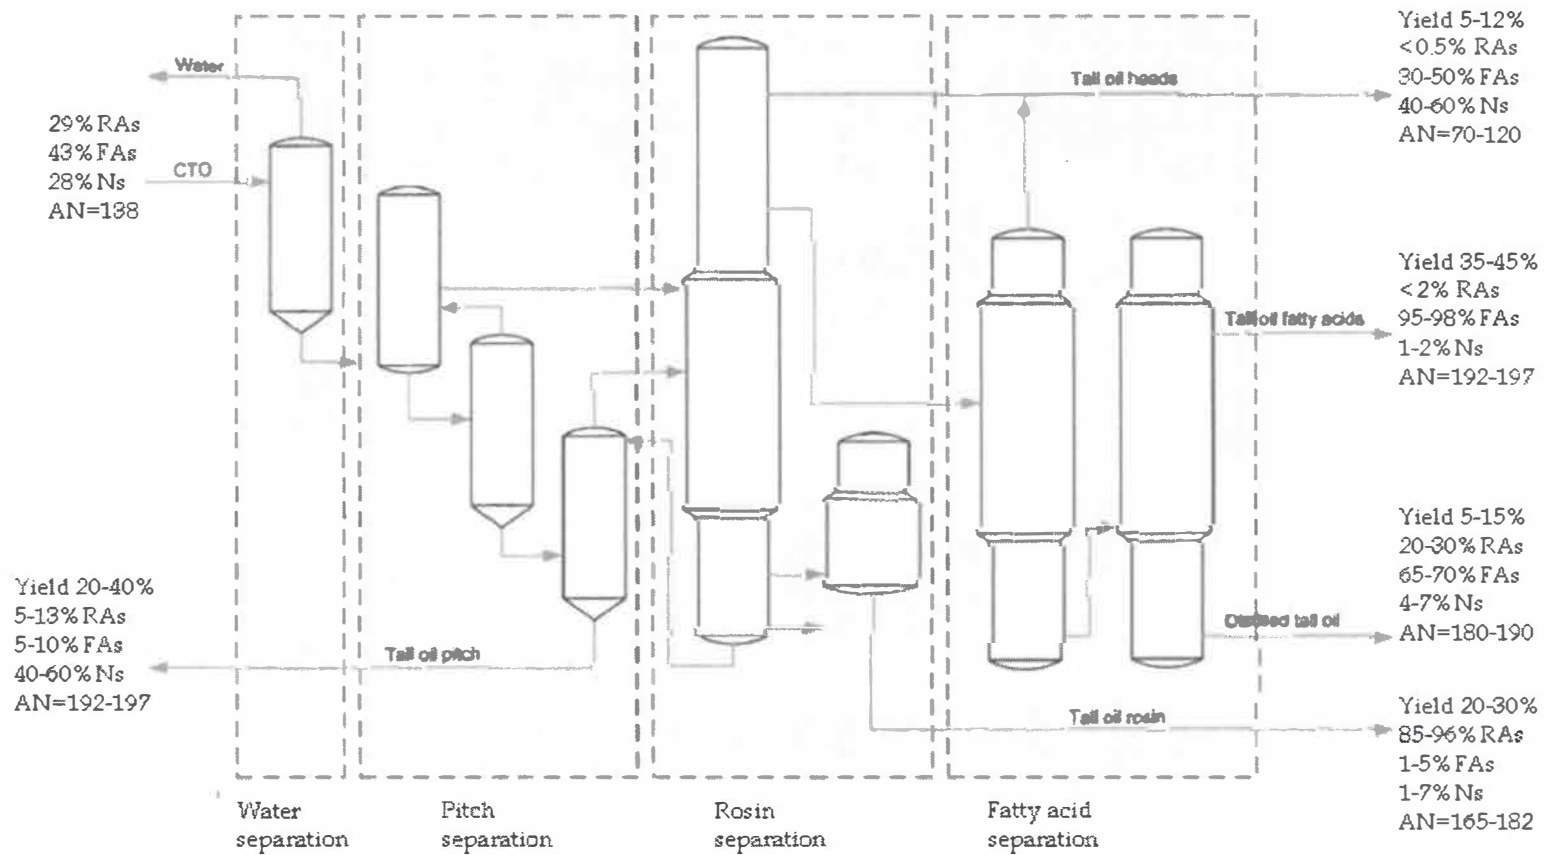 Water
29% RAs
43% FAs
28% Ns
AN=138
CTO
Yield 20-40%
5-13% RAs
5-10% FAs
40-60% Ns
AN=192-197
Tall oil pitch
Tall oil heads
Yield 5-12%
<0.5% RAs
30-50% FAs
40-60% Ns
AN=70-120
Tall oil fatty acids
Yield 35-45%
<2% RAs
95-98% FAs
1-2% Ns
AN=192-197
Distilled tall oil
Yield 5-15%
20-30% RAs
65-70% FAs
4-7% Ns
AN=180-190
Tall oil rosin
Yield 20-30%
85-96% RAs
1-5% FAs
1-7% Ns
AN=165-182
Water
separation
Pitch
separation
Rosin
separation
Fatty acid
separation